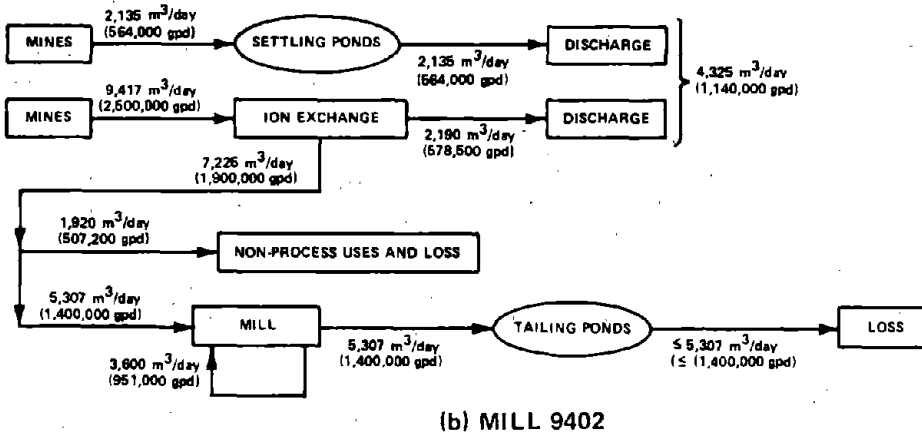 2,135 m³/day
(564,000 gpd)
MINES
SETTLING PONDS
2,135 m³/day
(564,000 gpd)
DISCHARGE
4,325 m³/day
(1,140,000 gpd)
9,417 m³/day
(2,500,000 gpd)
MINES
ION EXCHANGE
2,190 m³/day
(578,500 gpd)
DISCHARGE
7,225 m³/day
(1,900,000 gpd)
1,920 m³/day
(507,200 gpd)
NON-PROCESS USES AND LOSS
5,307 m³/day
(1,400,000 gpd)
MILL
3,600 m³/day
(951,000 gpd)
5,307 m³/day
(1,400,000 gpd)
TAILING PONDS
≤ 5,307 m³/day
(≤ (1,400,000 gpd)
LOSS
(b) MILL 9402